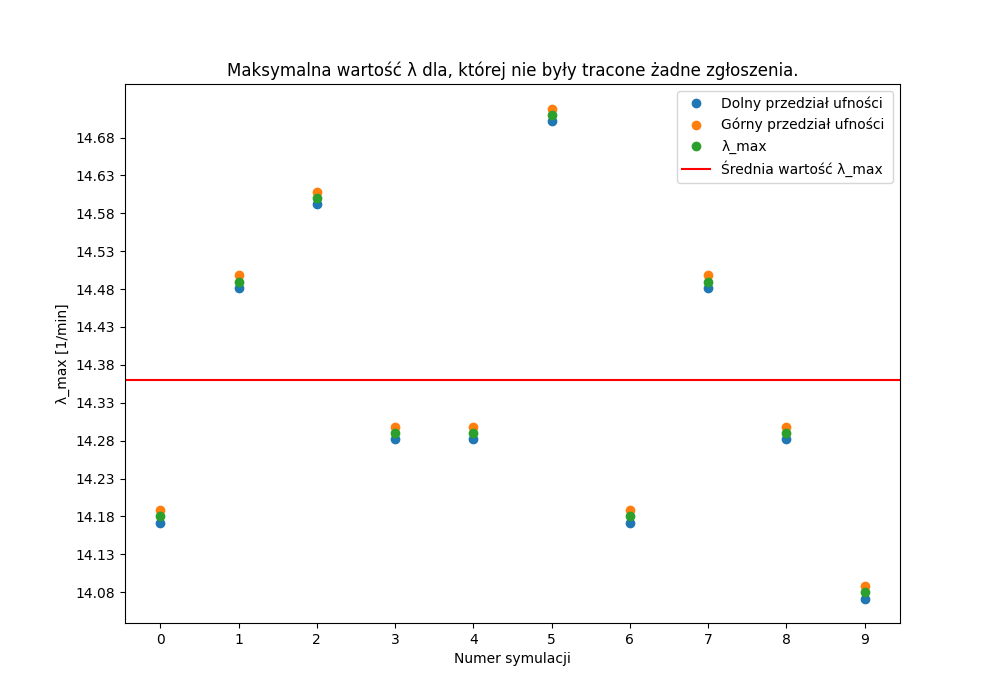 Maksymalna wartość λ dla, której nie były tracone żadne zgłoszenia.
Dolny przedział ufności
Górny przedział ufności
λ_max
Średnia wartość λ_max
14.68
14.63
14.58
14.53
14.48
14.43
14.38
14.33
14.28
14.23
14.18
14.13
14.08
λ_max [1/min]
0 1 2 3 4 5 6 7 8 9
Numer symulacji